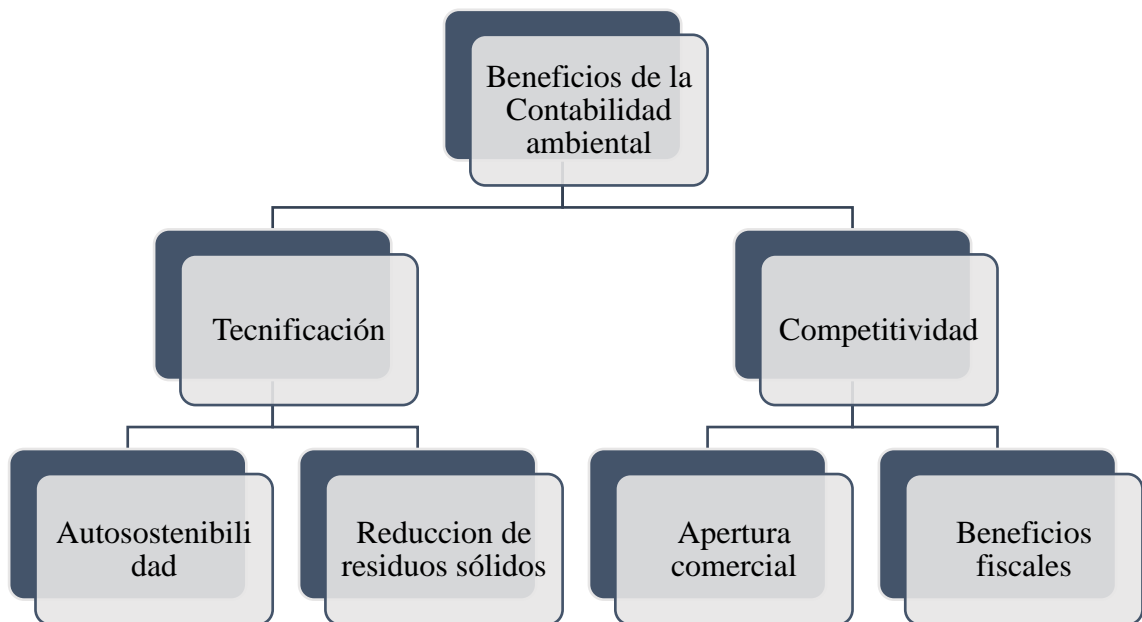 Beneficios de la
Contabilidad
ambiental
Tecnificación
Competitividad
Autosostenibili
dad
Reduccion de
residuos sólidos
Apertura
comercial
Beneficios
fiscales